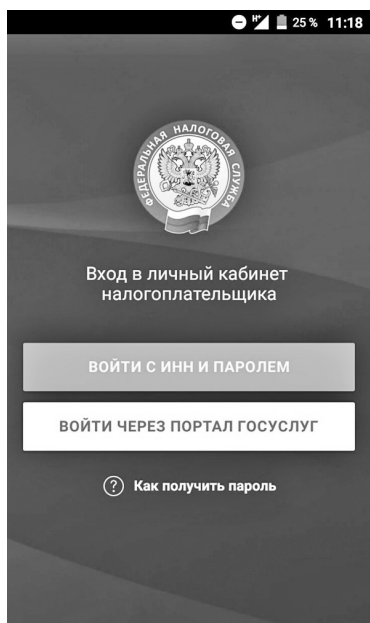 H+ 25 % 11:18
ФЕДЕРАЛЬНАЯ НАЛОГОВАЯ СЛУЖБА
Вход в личный кабинет
налогоплательщика
ВОЙТИ С ИНН И ПАРОЛЕМ
ВОЙТИ ЧЕРЕЗ ПОРТАЛ ГОСУСЛУГ
? Как получить пароль